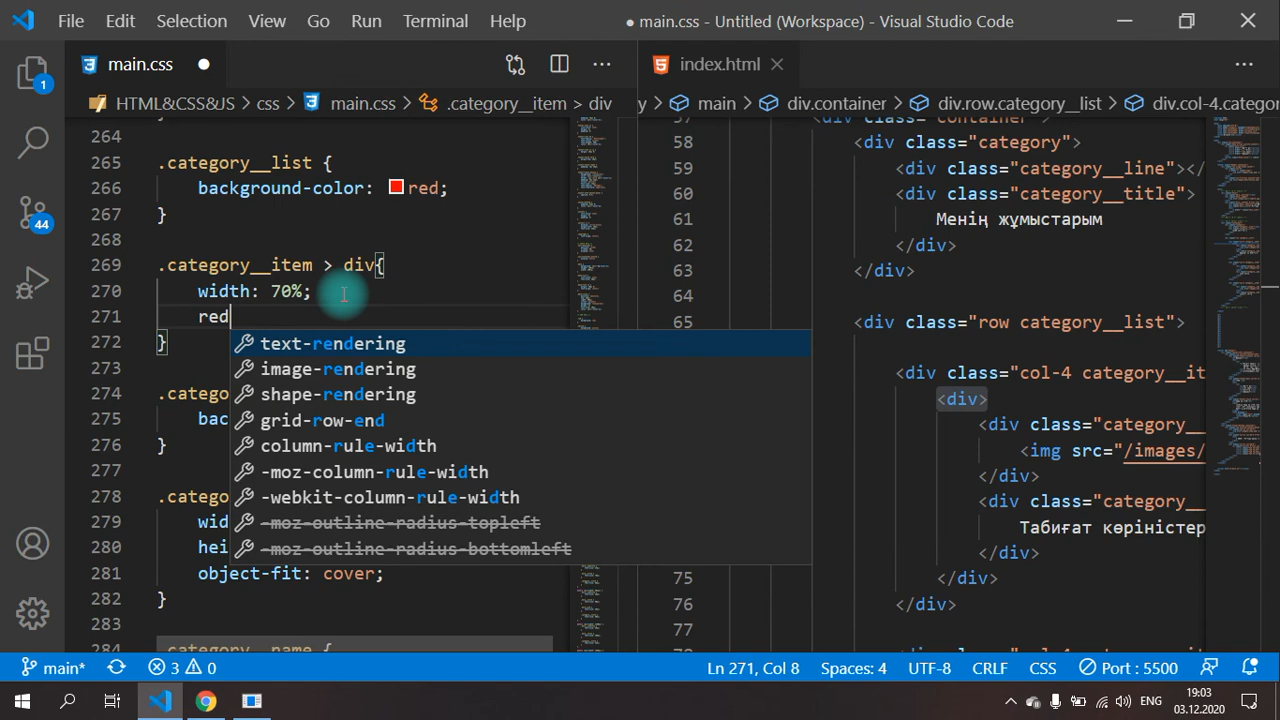 File Edit Selection View Go Run Terminal Help ● main.css - Untitled (Workspace) - Visual Studio Code
main.css ●
index.html
HTML&CSS&JS > css > main.css > .category__item > div
main > div.container > div.row.category__list > div.col-4.catego
264
265 .category__list {
266 background-color: red;
267 }
268
269 .category__item > div{
270 width: 70%;
271 red
272 }
273
274 .catego
275 bac
276 }
277
278 .catego
279 wid
280 hei
281 object-fit: cover;
282 }
283
284 .category__name {
text-rendering
image-rendering
shape-rendering
grid-row-end
column-rule-width
-moz-column-rule-width
-webkit-column-rule-width
-moz-outline-radius-topleft
-moz-outline-radius-bottomleft
57 <div class="container">
58 <div class="category">
59 <div class="category__line"></
60 <div class="category__title">
61 Менің жұмыстарым
62 </div>
63 </div>
64
65 <div class="row category__list">
<div class="col-4 category__it
<div>
<div class="category__
<img src="/images/
</div>
<div class="category__
Табиғат көріністер
</div>
75 </div>
76 </div>
77
1
44
main* 3 0 Ln 271, Col 8 Spaces: 4 UTF-8 CRLF CSS Port : 5500
ENG 19:03
03.12.2020